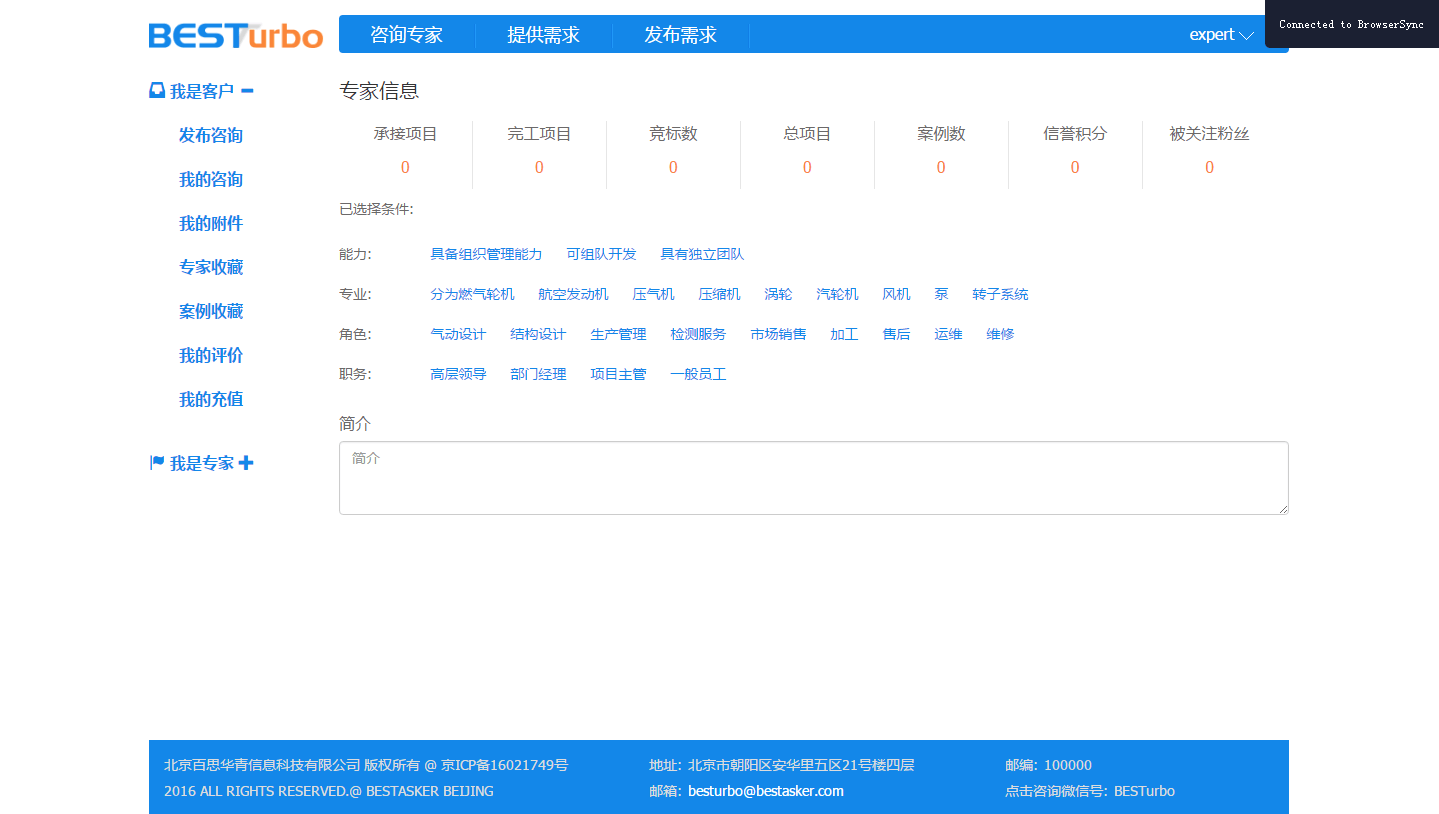 BESTurbo 咨询专家 提供需求 发布需求 expert Connected to BrowserSync
我是客户
发布咨询
我的咨询
我的附件
专家收藏
案例收藏
我的评价
我的充值
我是专家
专家信息
承接项目 完工项目 竞标数 总项目 案例数 信誉积分 被关注粉丝
0 0 0 0 0 0 0
已选择条件:
能力: 具备组织管理能力 可组队开发 具有独立团队
专业: 分为燃气轮机 航空发动机 压气机 压缩机 涡轮 汽轮机 风机 泵 转子系统
角色: 气动设计 结构设计 生产管理 检测服务 市场销售 加工 售后 运维 维修
职务: 高层领导 部门经理 项目主管 一般员工
简介
简介
北京百思华青信息科技有限公司 版权所有 @ 京ICP备16021749号 地址：北京市朝阳区安华里五区21号楼四层 邮编：100000
2016 ALL RIGHTS RESERVED.@ BESTASKER BEIJING 邮箱：besturbo@bestasker.com 点击咨询微信号：BESTurbo